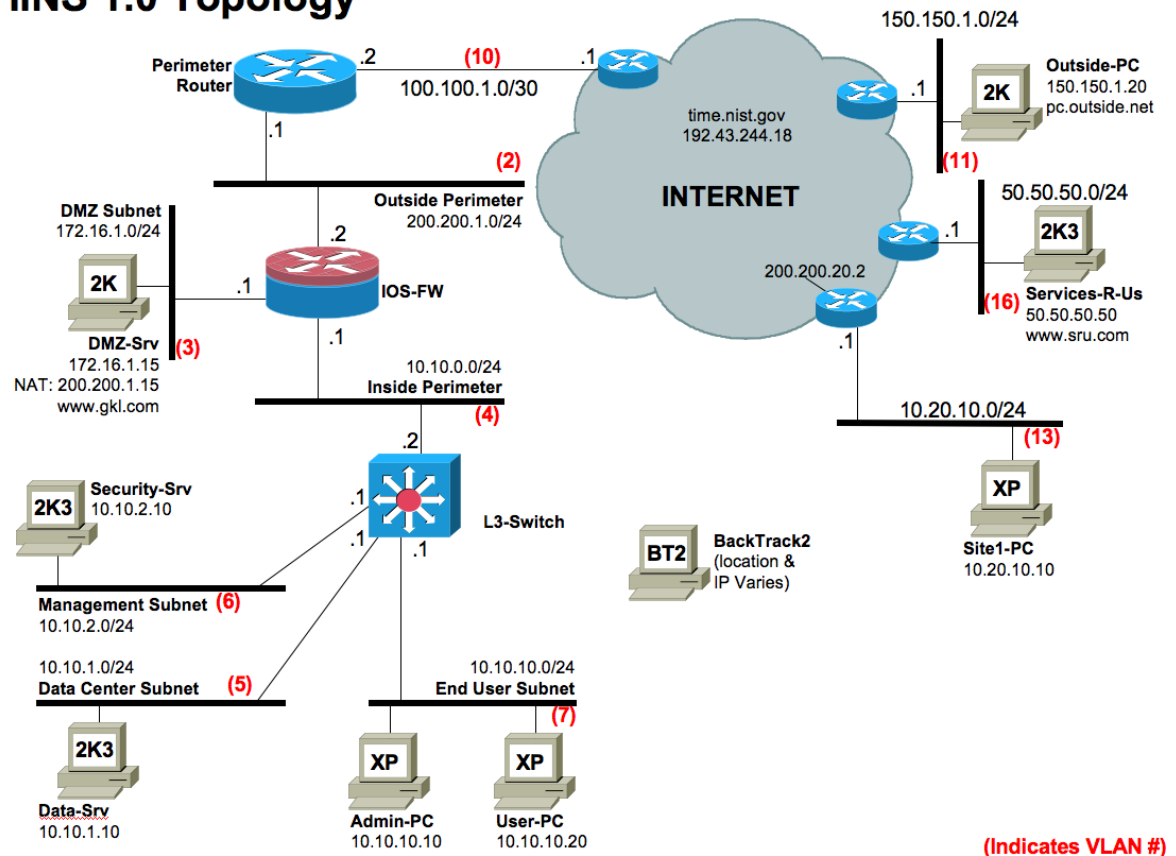 IINS 1.0 Topology
Perimeter
Router
.2
(10)
.1
100.100.1.0/30
.1
(2)
Outside Perimeter
200.200.1.0/24
time.nist.gov
192.43.244.18
INTERNET
150.150.1.0/24
.1
2K
Outside-PC
150.150.1.20
pc.outside.net
(11)
50.50.50.0/24
.1
2K3
(16)
Services-R-Us
50.50.50.50
www.sru.com
200.200.20.2
.1
10.20.10.0/24
(13)
XP
Site1-PC
10.20.10.10
DMZ Subnet
172.16.1.0/24
2K
.1
DMZ-Srv
(3)
172.16.1.15
NAT: 200.200.1.15
www.gkl.com
.2
IOS-FW
.1
10.10.0.0/24
Inside Perimeter
(4)
.2
L3-Switch
.1
.1
.1
2K3
Security-Srv
10.10.2.10
Management Subnet (6)
10.10.2.0/24
10.10.1.0/24
Data Center Subnet (5)
2K3
Data-Srv
10.10.1.10
10.10.10.0/24
End User Subnet
(7)
XP
Admin-PC
10.10.10.10
XP
User-PC
10.10.10.20
BT2
BackTrack2
(location &
IP Varies)
(Indicates VLAN #)